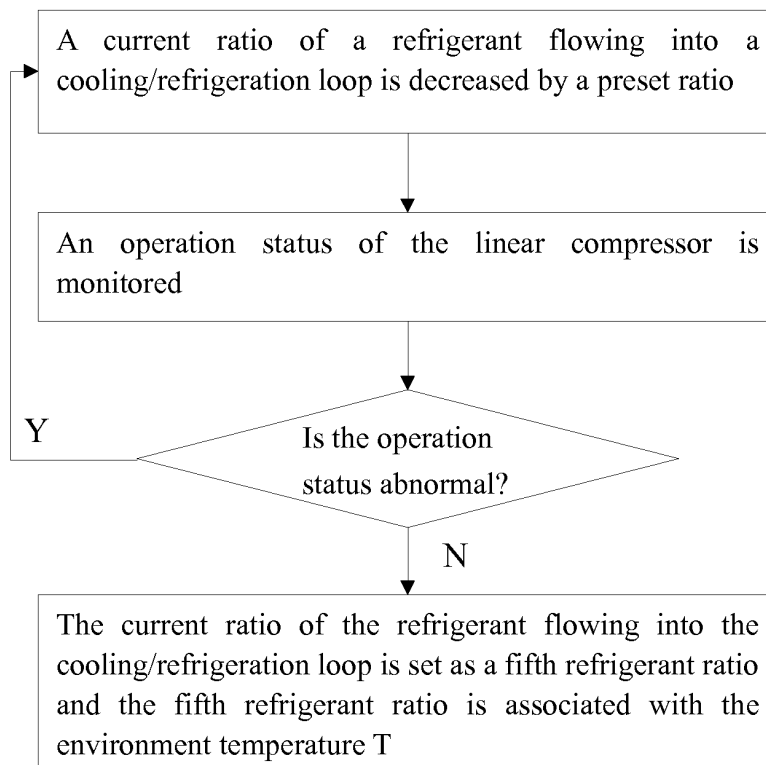 A current ratio of a refrigerant flowing into a
cooling/refrigeration loop is decreased by a preset ratio
An operation status of the linear compressor is
monitored
Y
Is the operation
status abnormal?
N
The current ratio of the refrigerant flowing into the
cooling/refrigeration loop is set as a fifth refrigerant ratio
and the fifth refrigerant ratio is associated with the
environment temperature T